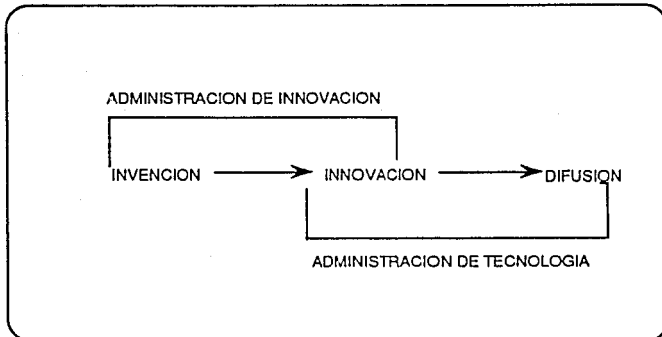 ADMINISTRACION DE INNOVACION
INVENCION INNOVACION DIFUSION
ADMINISTRACION DE TECNOLOGIA